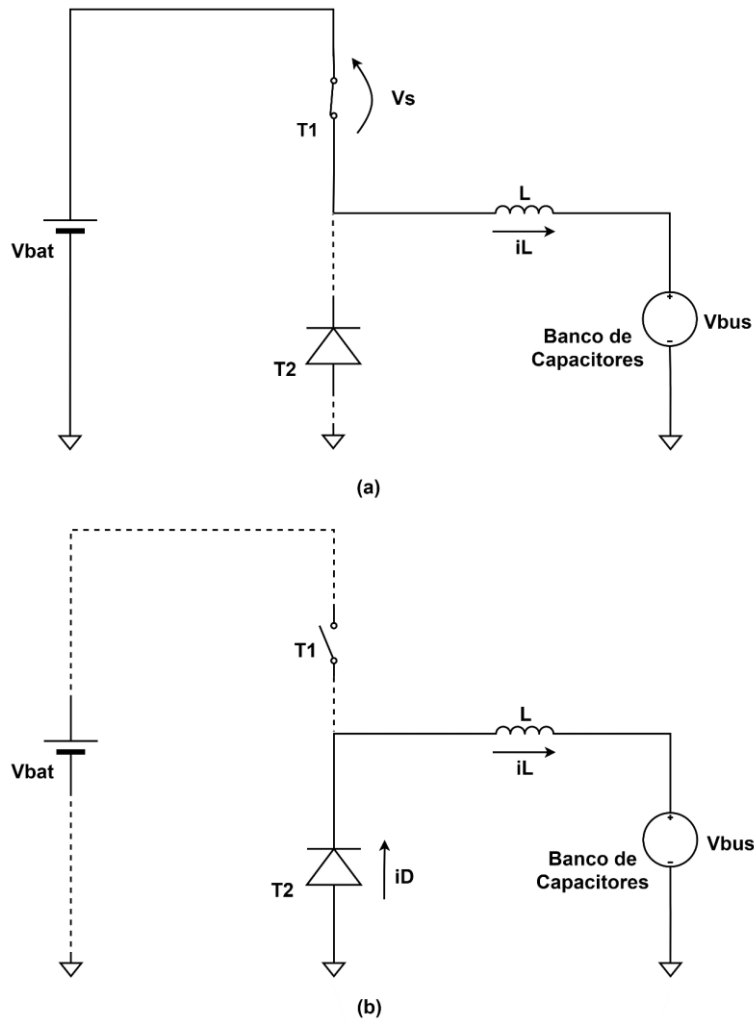 Vs
T1
L
Vbat
iL
Vbus
Banco de
Capacitores
T2
(a)
T1
L
Vbat
iL
Vbus
Banco de
Capacitores
T2
iD
(b)